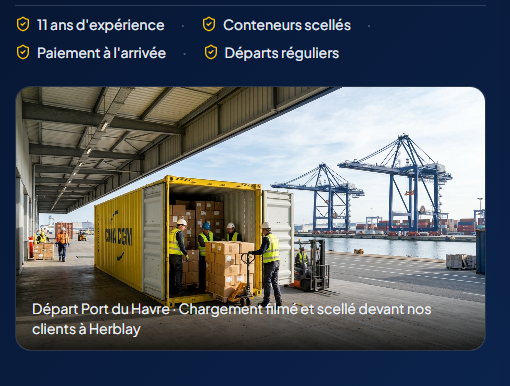 11 ans d'expérience · Conteneurs scellés ·
Paiement à l'arrivée · Départs réguliers
Départ Port du Havre · Chargement filmé et scellé devant nos
clients à Herblay